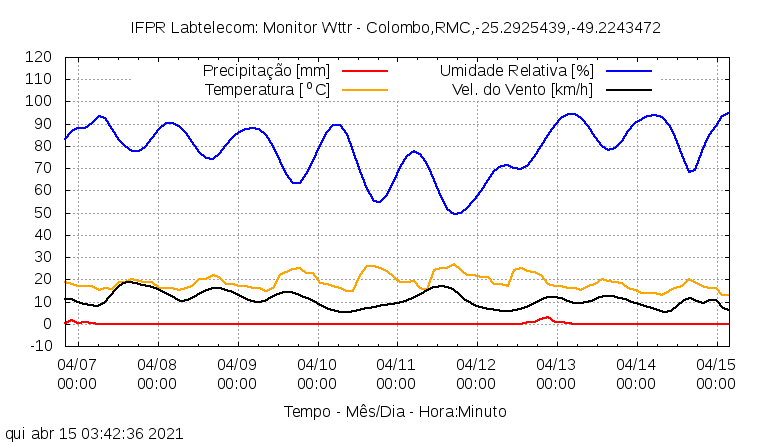 IFPR Labtelecom: Monitor Wttr - Colombo,RMC,-25.2925439,-49.2243472
Precipitação [mm]
Umidade Relativa [%]
Temperatura [⁰C]
Vel. do Vento [km/h]
120
110
100
90
80
70
60
50
40
30
20
10
0
-10
04/07 04/08 04/09 04/10 04/11 04/12 04/13 04/14 04/15
00:00 00:00 00:00 00:00 00:00 00:00 00:00 00:00 00:00
Tempo - Mês/Dia - Hora:Minuto
qui abr 15 03:42:36 2021